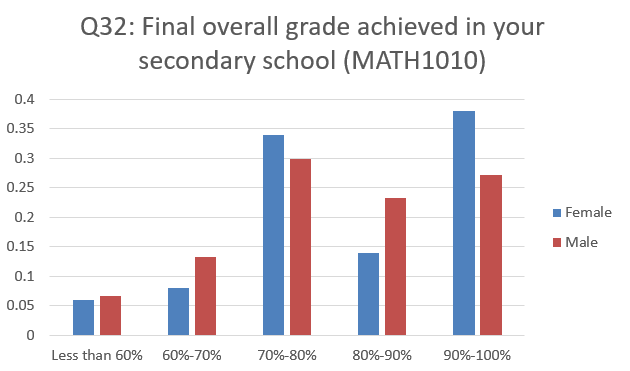 Q32: Final overall grade achieved in your
secondary school (MATH1010)
0.4
0.35
0.3
0.25
0.2
0.15
0.1
0.05
0
Less than 60% 60%-70% 70%-80% 80%-90% 90%-100%
Female
Male